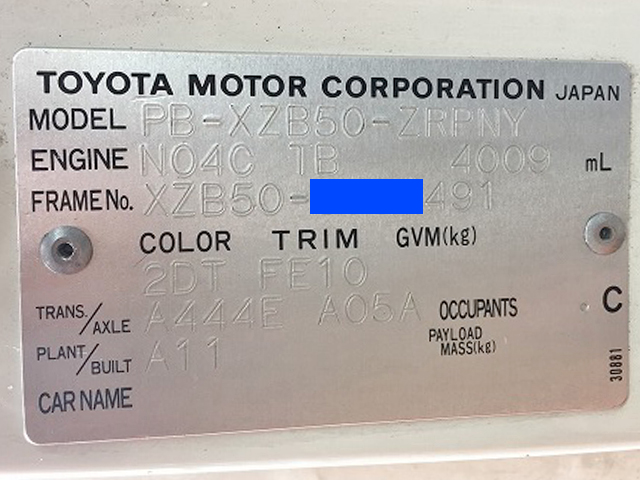 TOYOTA MOTOR CORPORATION JAPAN
MODEL PB-XZB50-ZRPNY
ENGINE N04C TB 4009 mL
FRAME No. XZB50- 491
COLOR TRIM GVM(kg)
2DT FE10
TRANS./AXLE A444E A05A OCCUPANTS C
PLANT/BUILT A11 PAYLOAD MASS(kg)
CAR NAME
30881